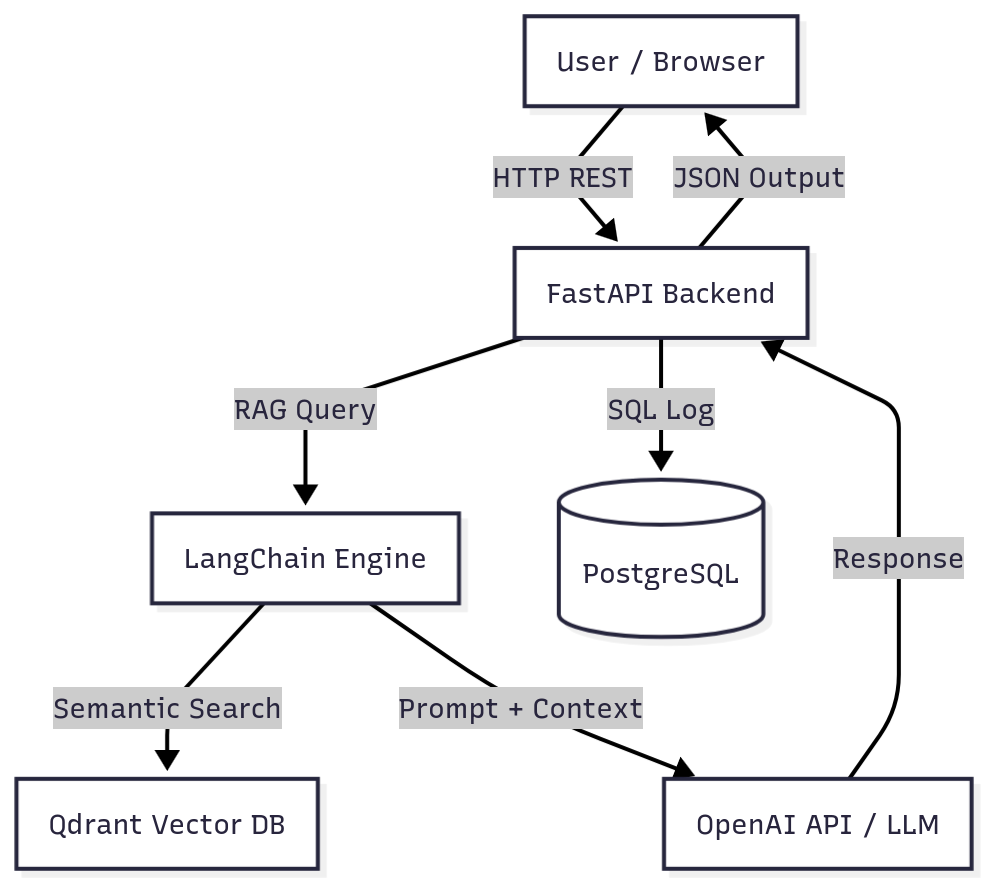 User / Browser
HTTP REST
JSON Output
FastAPI Backend
RAG Query
SQL Log
LangChain Engine
PostgreSQL
Response
Semantic Search
Prompt + Context
Qdrant Vector DB
OpenAI API / LLM